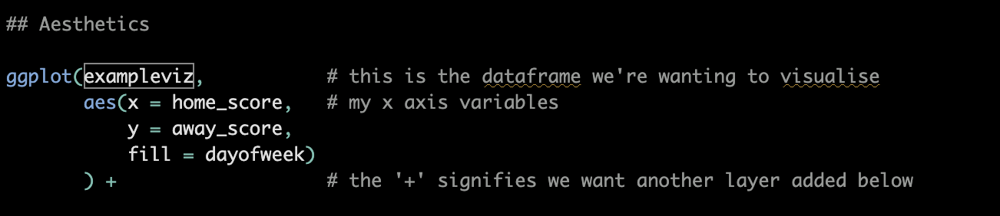 ## Aesthetics
ggplot(exampleviz, # this is the dataframe we're wanting to visualise
aes(x = home_score, # my x axis variables
y = away_score,
fill = dayofweek)
) + # the '+' signifies we want another layer added below